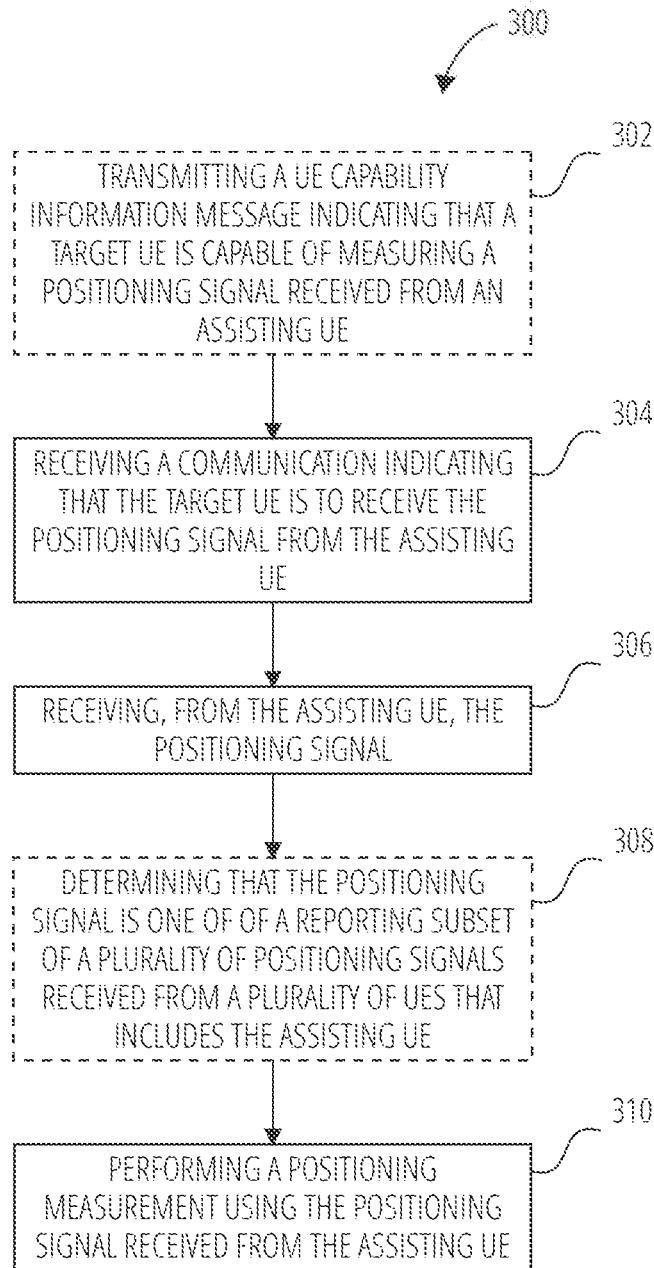 300
302
TRANSMITTING A UE CAPABILITY
INFORMATION MESSAGE INDICATING THAT A
TARGET UE IS CAPABLE OF MEASURING A
POSITIONING SIGNAL RECEIVED FROM AN
ASSISTING UE
304
RECEIVING A COMMUNICATION INDICATING
THAT THE TARGET UE IS TO RECEIVE THE
POSITIONING SIGNAL FROM THE ASSISTING
UE
306
RECEIVING, FROM THE ASSISTING UE, THE
POSITIONING SIGNAL
308
DETERMINING THAT THE POSITIONING
SIGNAL IS ONE OF OF A REPORTING SUBSET
OF A PLURALITY OF POSITIONING SIGNALS
RECEIVED FROM A PLURALITY OF UES THAT
INCLUDES THE ASSISTING UE
310
PERFORMING A POSITIONING
MEASUREMENT USING THE POSITIONING
SIGNAL RECEIVED FROM THE ASSISTING UE